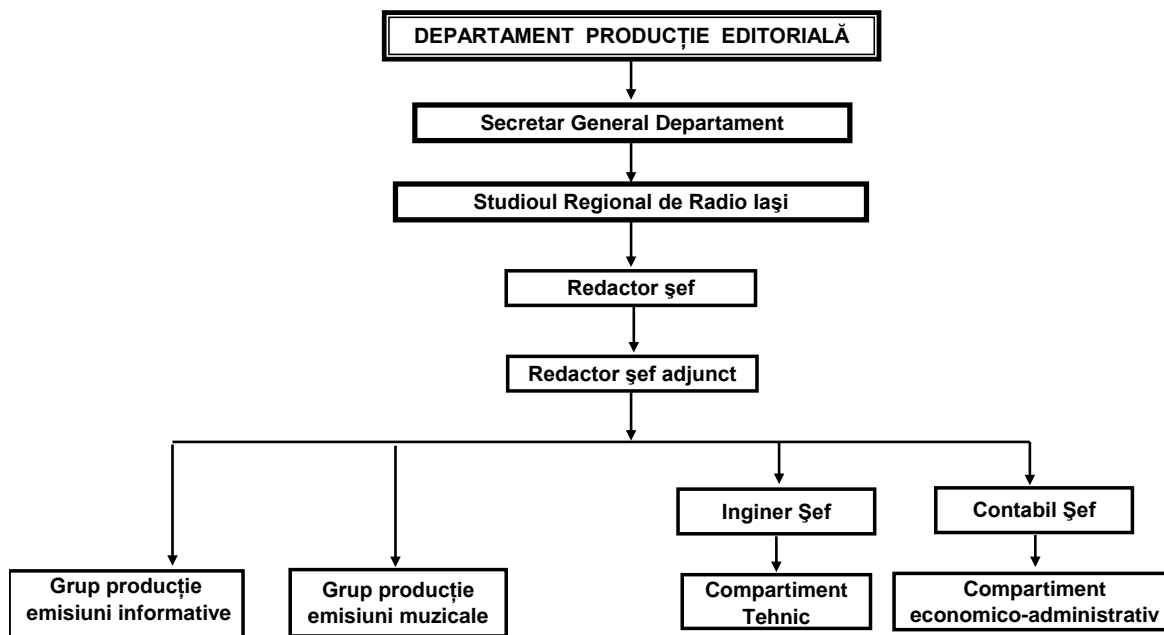 DEPARTAMENT PRODUCȚIE EDITORIALĂ
Secretar General Departament
Studioul Regional de Radio Iaşi
Redactor şef
Redactor şef adjunct
Inginer Şef
Contabil Şef
Grup producție
emisiuni informative
Grup producție
emisiuni muzicale
Compartiment
Tehnic
Compartiment
economico-administrativ